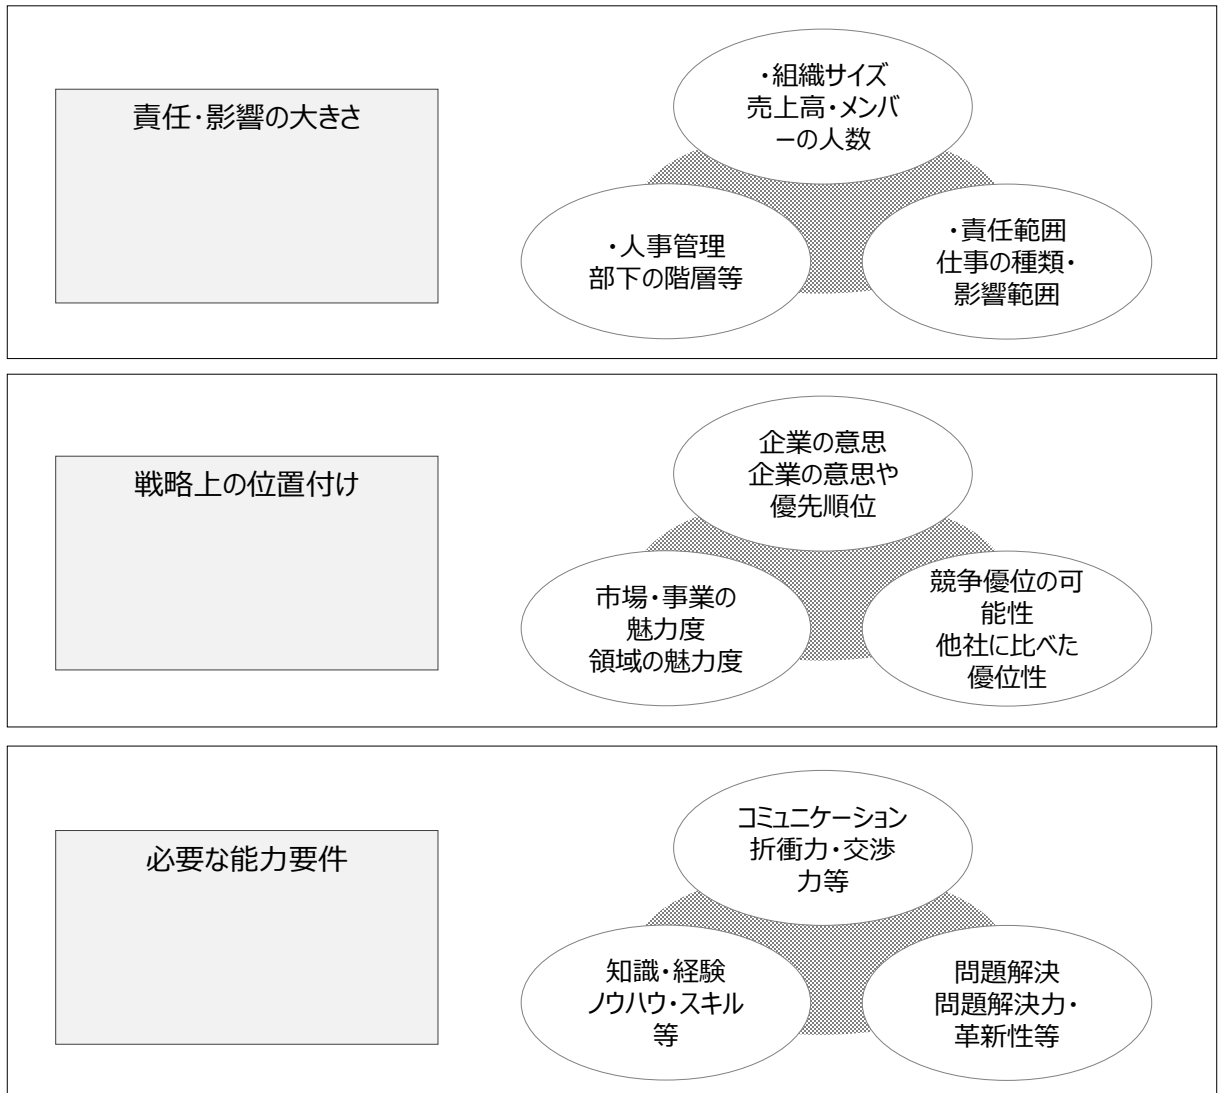 責任・影響の大きさ
・組織サイズ
売上高・メンバ
ーの人数
・人事管理
部下の階層等
・責任範囲
仕事の種類・
影響範囲
戦略上の位置付け
企業の意思
企業の意思や
優先順位
市場・事業の
魅力度
領域の魅力度
競争優位の可
能性
他社に比べた
優位性
必要な能力要件
コミュニケーション
折衝力・交渉
力等
知識・経験
ノウハウ・スキル
等
問題解決
問題解決力・
革新性等